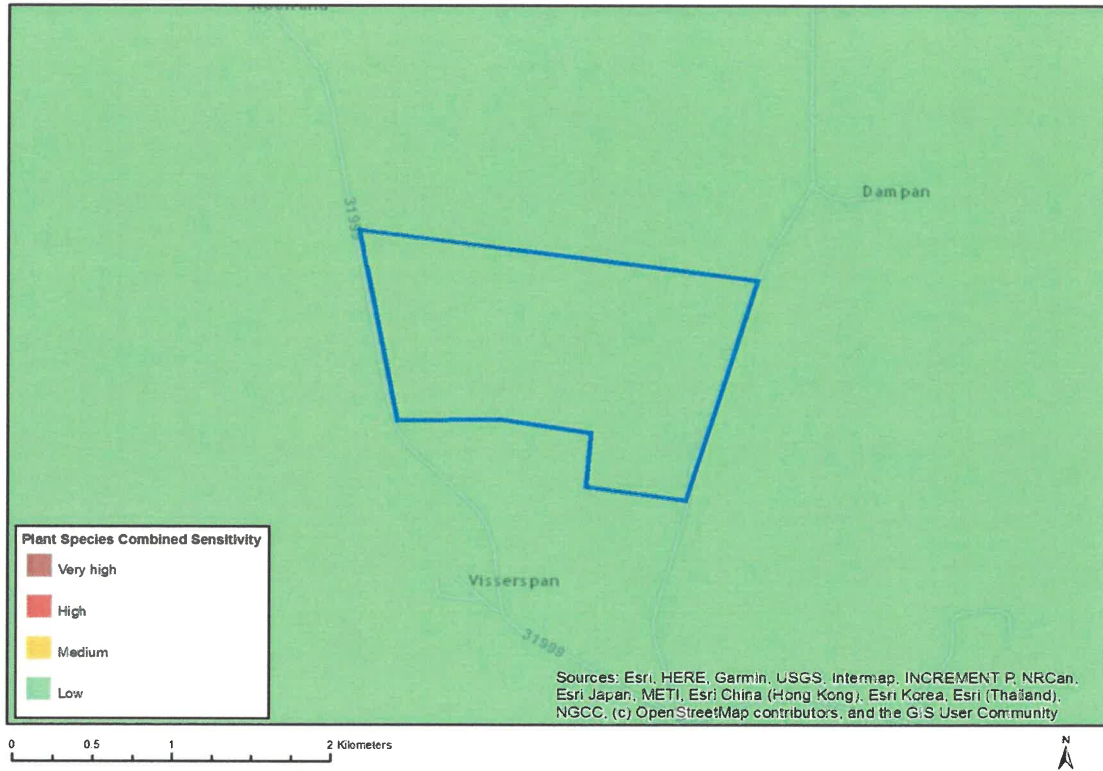 Dampan
Visserspan
31999
Plant Species Combined Sensitivity
Very high
High
Medium
Low
Sources: Esri, HERE, Garmin, USGS, Intermap, INCREMENT P, NRCan,
Esri Japan, METI, Esri China (Hong Kong), Esri Korea, Esri (Thailand),
NGCC, (c) OpenStreetMap contributors, and the GIS User Community
0 0.5 1 2 Kilometers
N